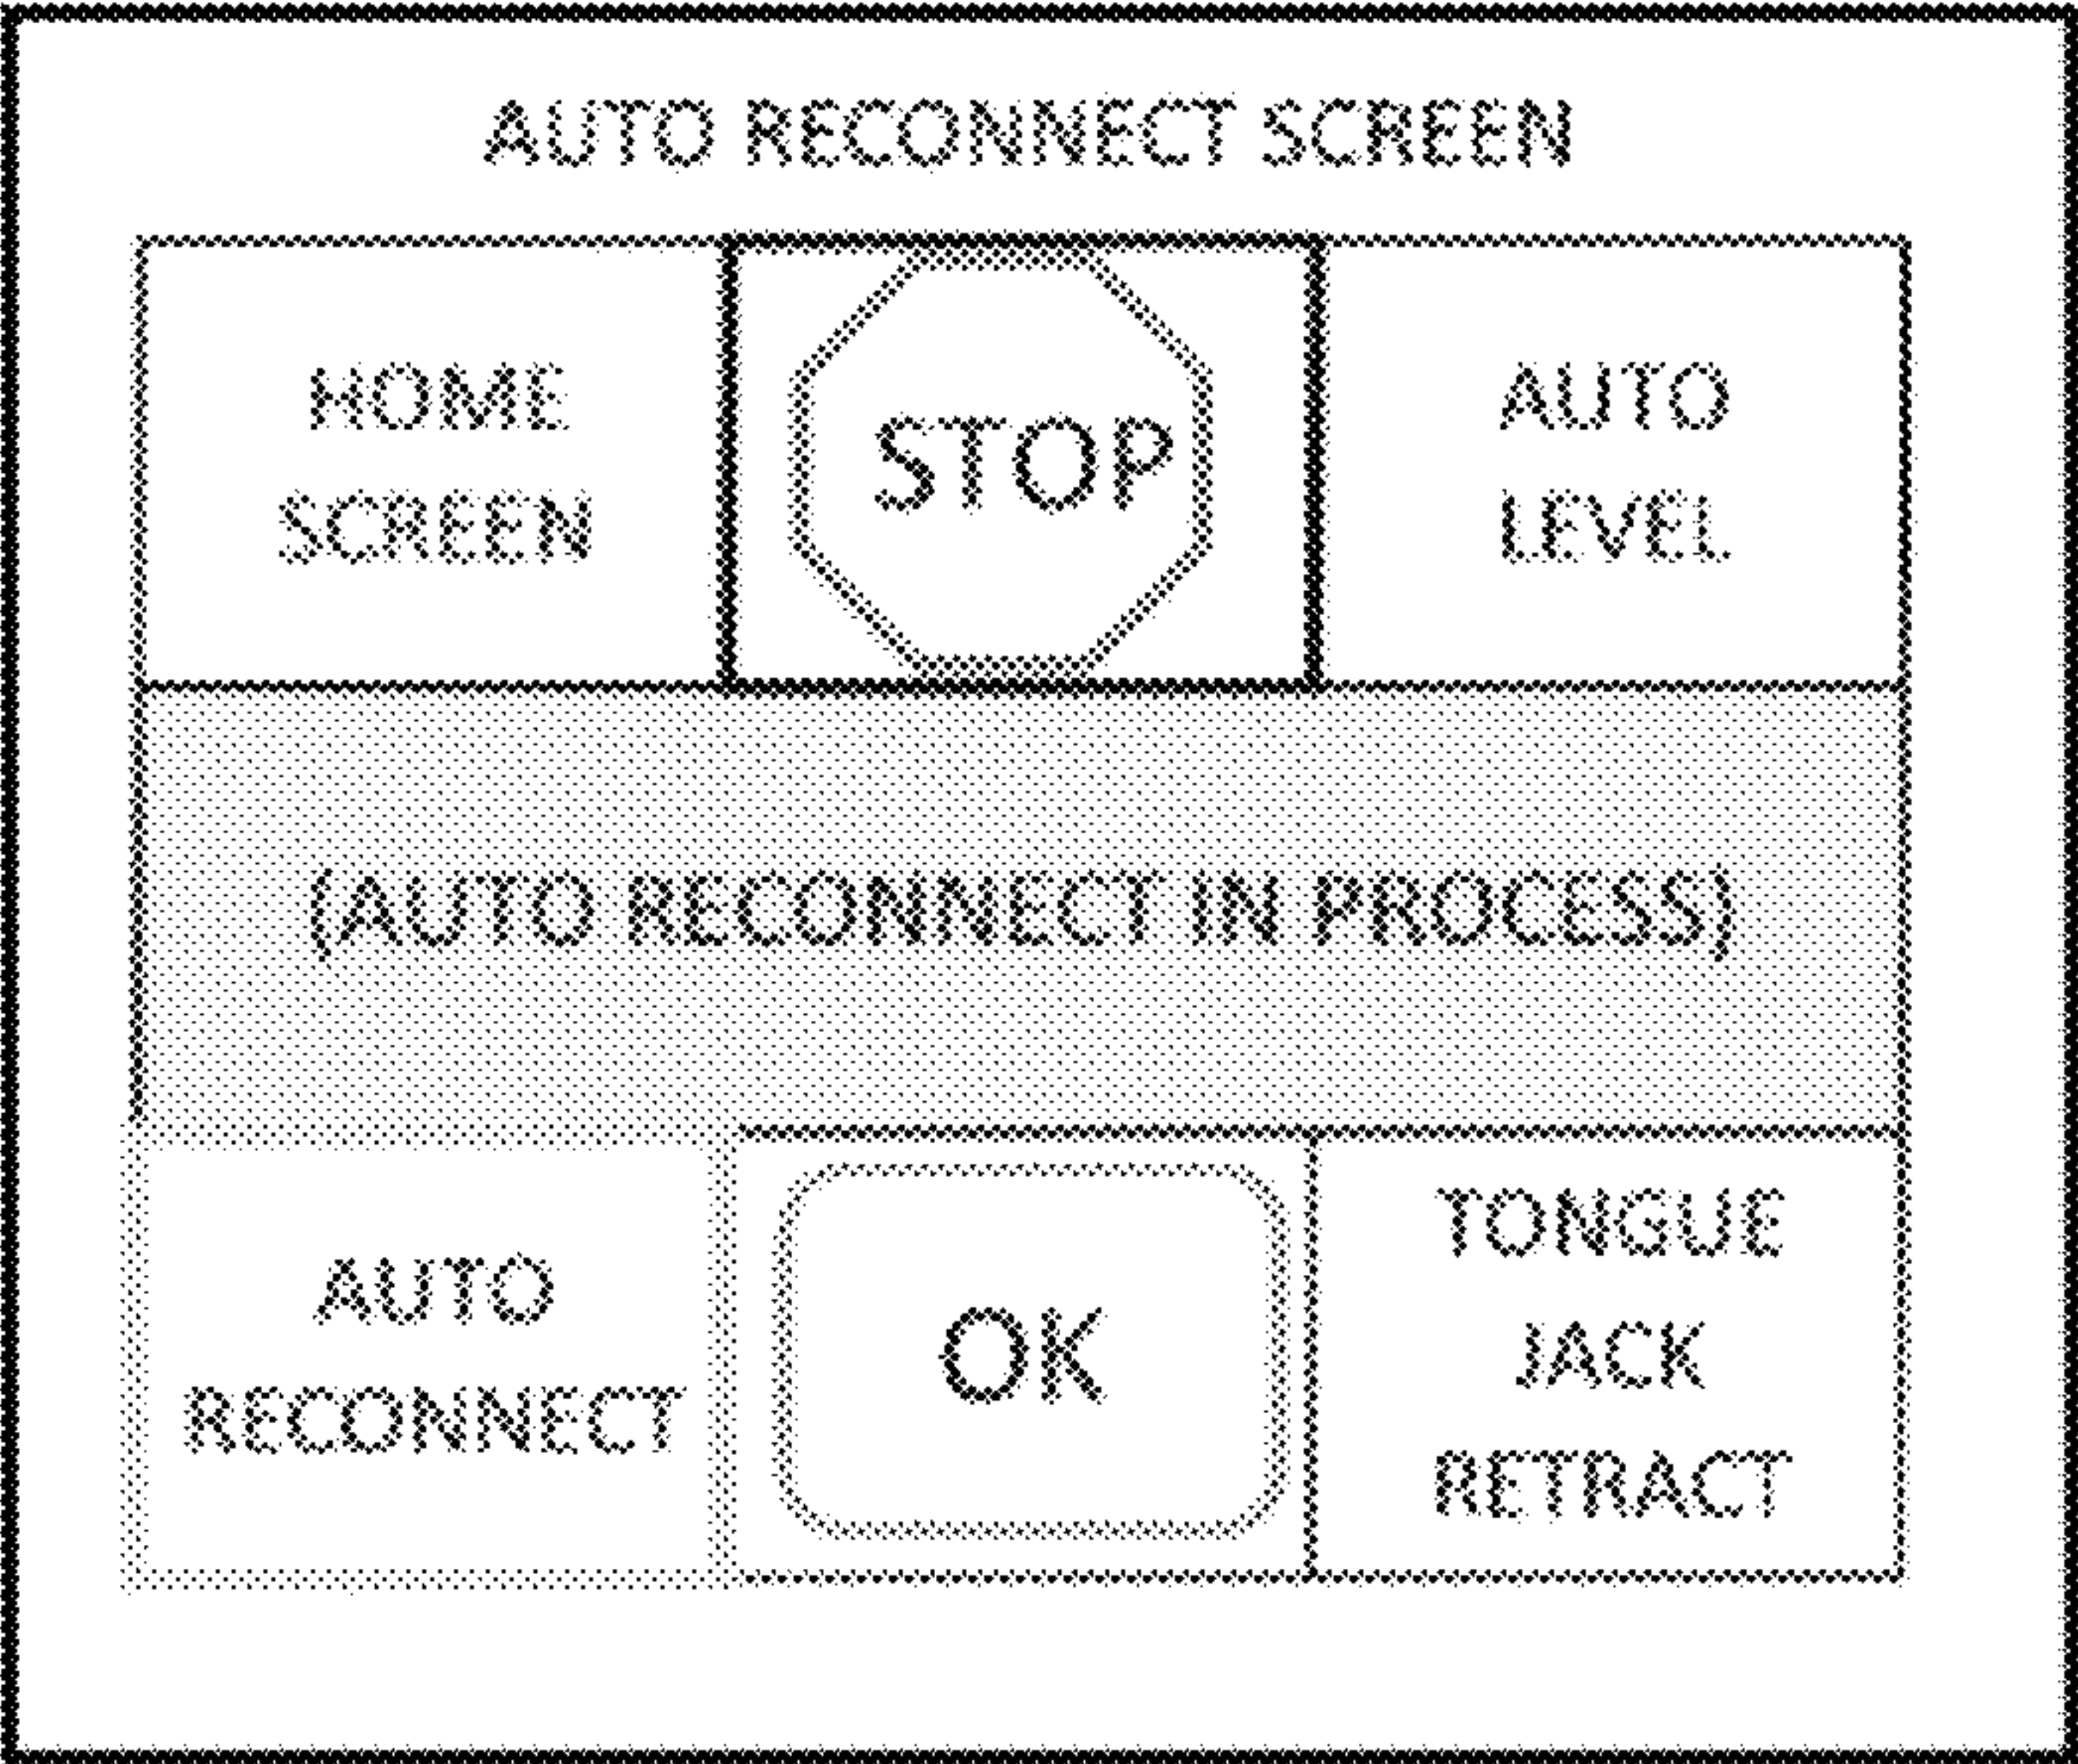 AUTO RECONNECT SCREEN
HOME
SCREEN
STOP
AUTO
LEVEL
(AUTO RECONNECT IN PROCESS)
AUTO
RECONNECT
OK
TONGUE
JACK
RETRACT